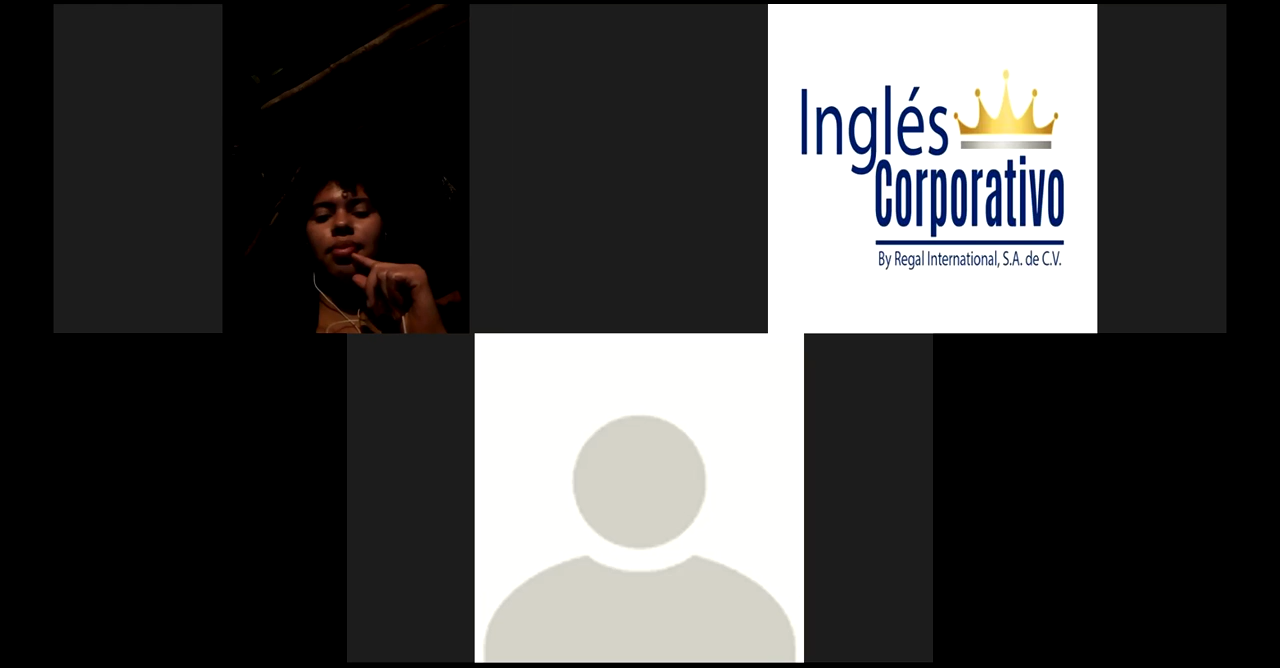 Inglés
Corporativo
By Regal International, S.A. de C.V.